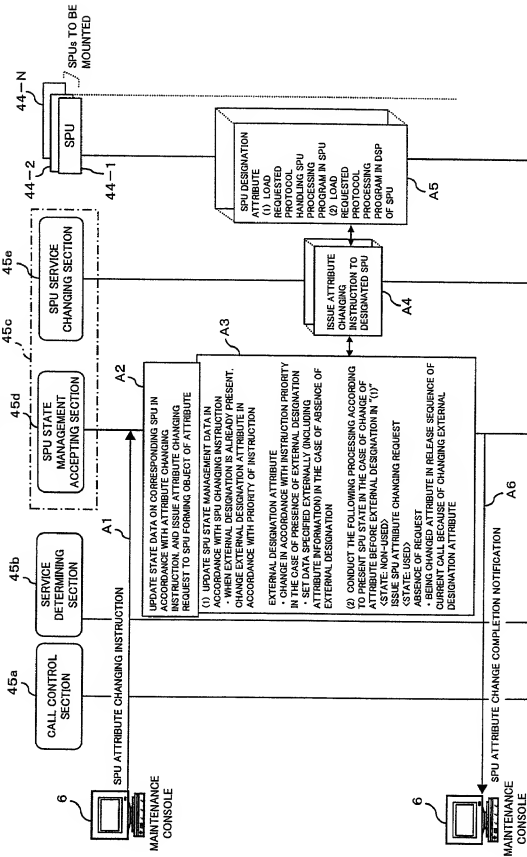 45a
CALL CONTROL
SECTION
45b
SERVICE
DETERMINING
SECTION
45c
45d
SPU STATE
MANAGEMENT
ACCEPTING SECTION
45e
SPU SERVICE
CHANGING SECTION
44-N
44-2
SPU
44-1
SPUs TO BE
MOUNTED
6
MAINTENANCE
CONSOLE
SPU ATTRIBUTE CHANGING INSTRUCTION
A1
A2
UPDATE STATE DATA ON CORRESPONDING SPU IN
ACCORDANCE WITH ATTRIBUTE CHANGING
INSTRUCTION, AND ISSUE ATTRIBUTE CHANGING
REQUEST TO SPU FORMING OBJECT OF ATTRIBUTE
A3
(1) UPDATE SPU STATE MANAGEMENT DATA IN
ACCORDANCE WITH SPU CHANGING INSTRUCTION
・WHEN EXTERNAL DESIGNATION IS ALREADY PRESENT,
CHANGE EXTERNAL DESIGNATION ATTRIBUTE IN
ACCORDANCE WITH PRIORITY OF INSTRUCTION
EXTERNAL DESIGNATION ATTRIBUTE
・CHANGE IN ACCORDANCE WITH INSTRUCTION PRIORITY
IN THE CASE OF PRESENCE OF EXTERNAL DESIGNATION
・SET DATA SPECIFIED EXTERNALLY (INCLUDING
ATTRIBUTE INFORMATION) IN THE CASE OF ABSENCE OF
EXTERNAL DESIGNATION
(2) CONDUCT THE FOLLOWING PROCESSING ACCORDING
TO PRESENT SPU STATE IN THE CASE OF CHANGE OF
ATTRIBUTE BEFORE EXTERNAL DESIGNATION IN "(1)"
<STATE: NON-USED>
ISSUE SPU ATTRIBUTE CHANGING REQUEST
<STATE: USED>
ABSENCE OF REQUEST
・BEING CHANGED ATTRIBUTE IN RELEASE SEQUENCE OF
CURRENT CALL BECAUSE OF CHANGING EXTERNAL
DESIGNATION ATTRIBUTE
ISSUE ATTRIBUTE
CHANGING
INSTRUCTION TO
DESIGNATED SPU
A4
SPU DESIGNATION
ATTRIBUTE
(1) LOAD
REQUESTED
PROTOCOL
HANDLING SPU
PROCESSING
PROGRAM IN SPU
(2) LOAD
REQUESTED
PROTOCOL
PROCESSING
PROGRAM IN DSP
OF SPU
A5
SPU ATTRIBUTE CHANGE COMPLETION NOTIFICATION
A6
6
MAINTENANCE
CONSOLE